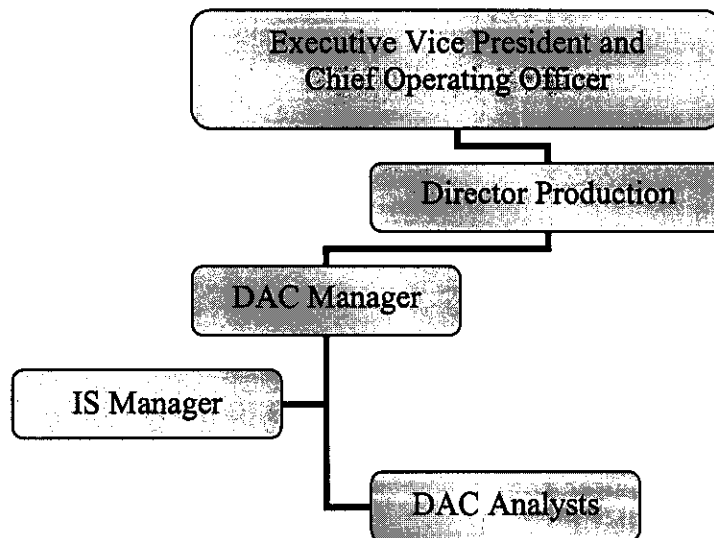 Executive Vice President and
Chief Operating Officer
Director Production
DAC Manager
IS Manager
DAC Analysts